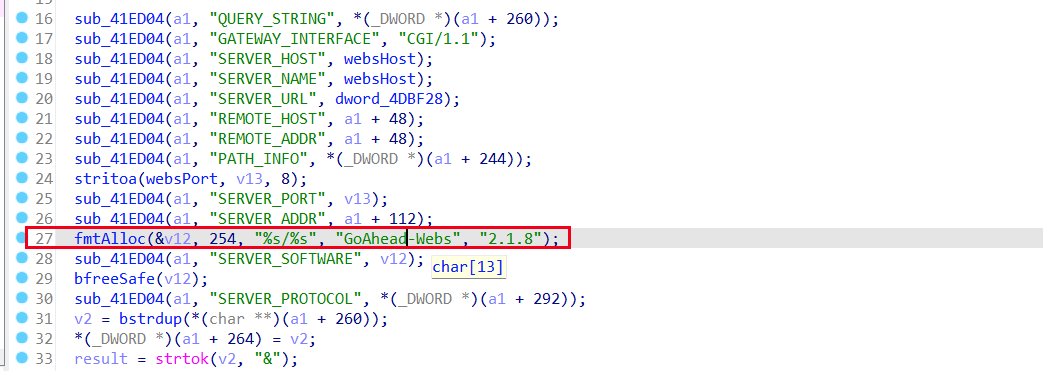 16 sub_41ED04(a1, "QUERY_STRING", *(_DWORD *)(a1 + 260));
17 sub_41ED04(a1, "GATEWAY_INTERFACE", "CGI/1.1");
18 sub_41ED04(a1, "SERVER_HOST", websHost);
19 sub_41ED04(a1, "SERVER_NAME", websHost);
20 sub_41ED04(a1, "SERVER_URL", dword_4DBF28);
21 sub_41ED04(a1, "REMOTE_HOST", a1 + 48);
22 sub_41ED04(a1, "REMOTE_ADDR", a1 + 48);
23 sub_41ED04(a1, "PATH_INFO", *(_DWORD *)(a1 + 244));
24 stritoa(websPort, v13, 8);
25 sub_41ED04(a1, "SERVER_PORT", v13);
26 sub_41ED04(a1, "SERVER_ADDR", a1 + 112);
27 fmtAlloc(&v12, 254, "%s/%s", "GoAhead-Webs", "2.1.8");
28 sub_41ED04(a1, "SERVER_SOFTWARE", v12);
char[13]
29 bfreeSafe(v12);
30 sub_41ED04(a1, "SERVER_PROTOCOL", *(_DWORD *)(a1 + 292));
31 v2 = bstrdup(*(char **)(a1 + 260));
32 *(_DWORD *)(a1 + 264) = v2;
33 result = strtok(v2, "&");